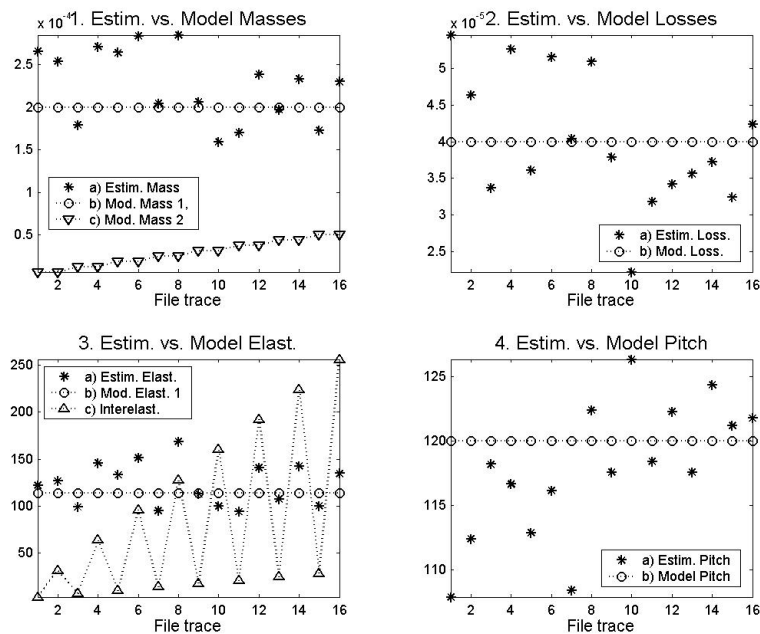 x 10-4
1. Estim. vs. Model Masses
2.5
2
1.5
1
0.5
a) Estim. Mass
b) Mod. Mass 1,
c) Mod. Mass 2
2 4 6 8 10 12 14 16
File trace
x 10-5
2. Estim. vs. Model Losses
5
4.5
4
3.5
3
2.5
a) Estim. Loss.
b) Mod. Loss.
2 4 6 8 10 12 14 16
File trace
3. Estim. vs. Model Elast.
250
200
150
100
50
a) Estim. Elast.
b) Mod. Elast. 1
c) Interelast.
2 4 6 8 10 12 14 16
File trace
4. Estim. vs. Model Pitch
125
120
115
110
a) Estim. Pitch
b) Model Pitch
2 4 6 8 10 12 14 16
File trace